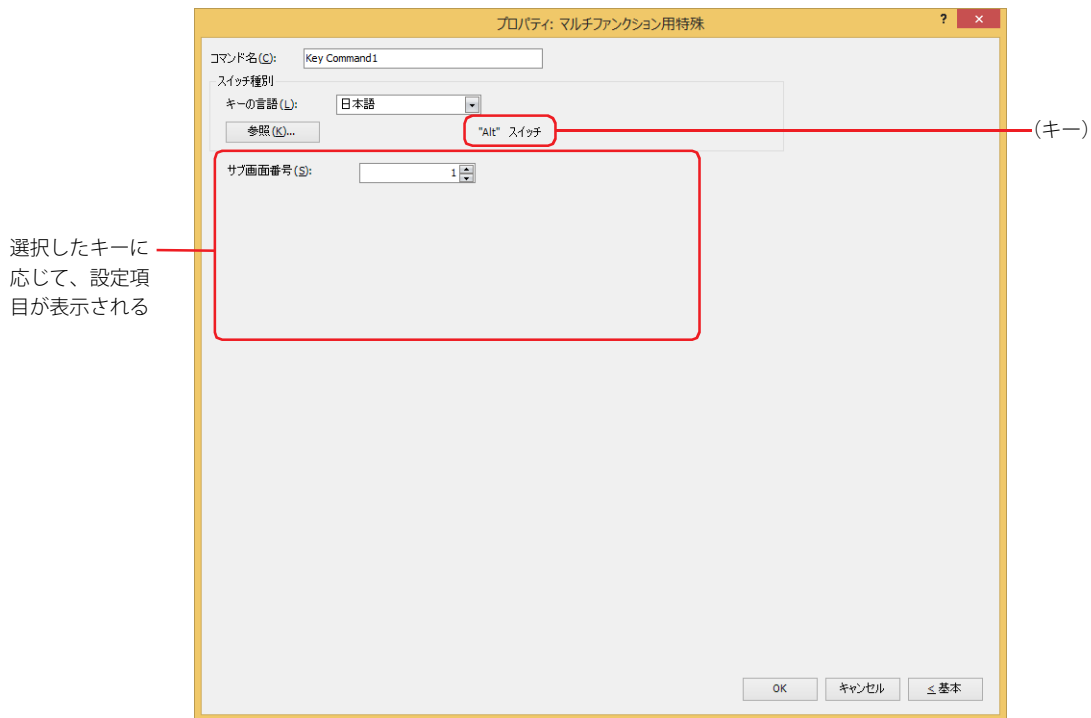 プロパティ: マルチファンクション用特殊
?
×
コマンド名(C): Key Command1
スイッチ種別
キーの言語(L): 日本語
参照(K)... "Alt" スイッチ
(キー)
サブ画面番号(S): 1
選択したキーに
応じて、設定項
目が表示される
OK キャンセル ≤ 基本